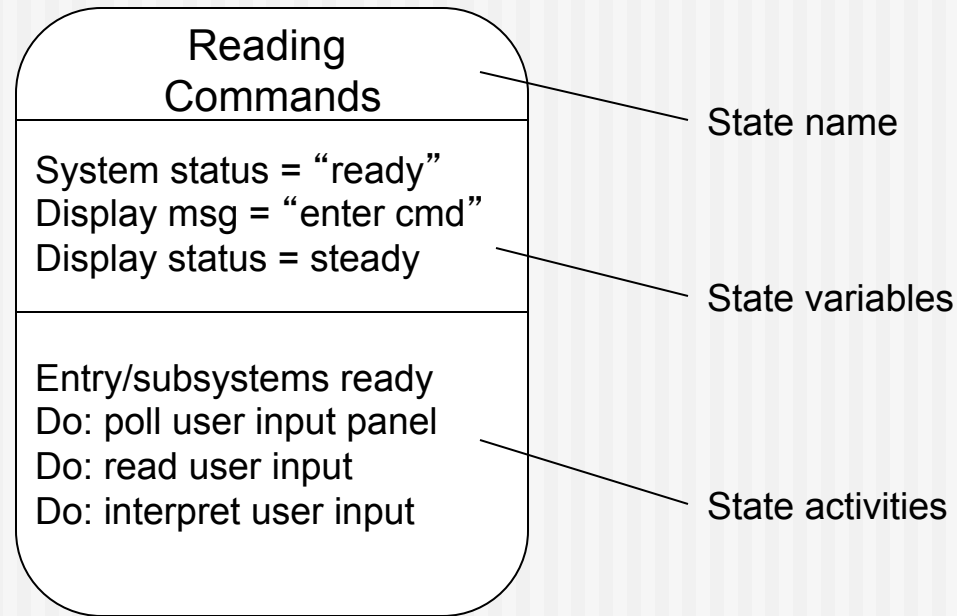 Reading
Commands
State name
System status = “ready”
Display msg = “enter cmd”
Display status = steady
State variables
Entry/subsystems ready
Do: poll user input panel
Do: read user input
Do: interpret user input
State activities